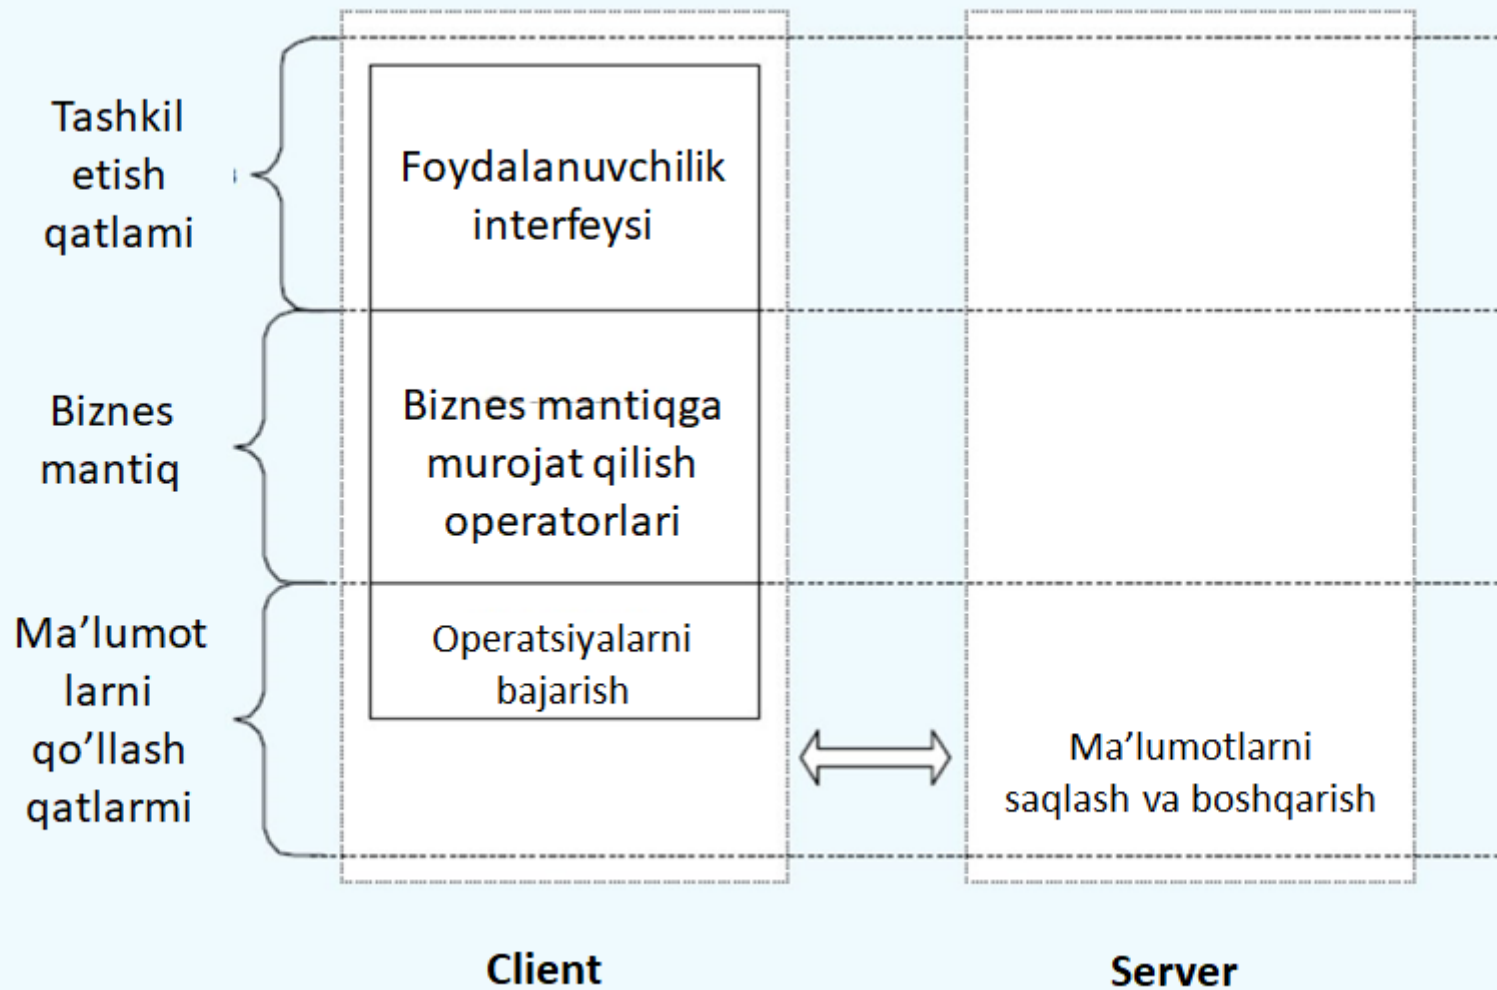 Tashkil
etish
qatlami
Foydalanuvchilik
interfeysi
Biznes
mantiq
Biznes mantiqga
murojat qilish
operatorlari
Ma’lumot
larni
qo’llash
qatlarmi
Operatsiyalarni
bajarish
Ma’lumotlarni
saqlash va boshqarish
Client
Server